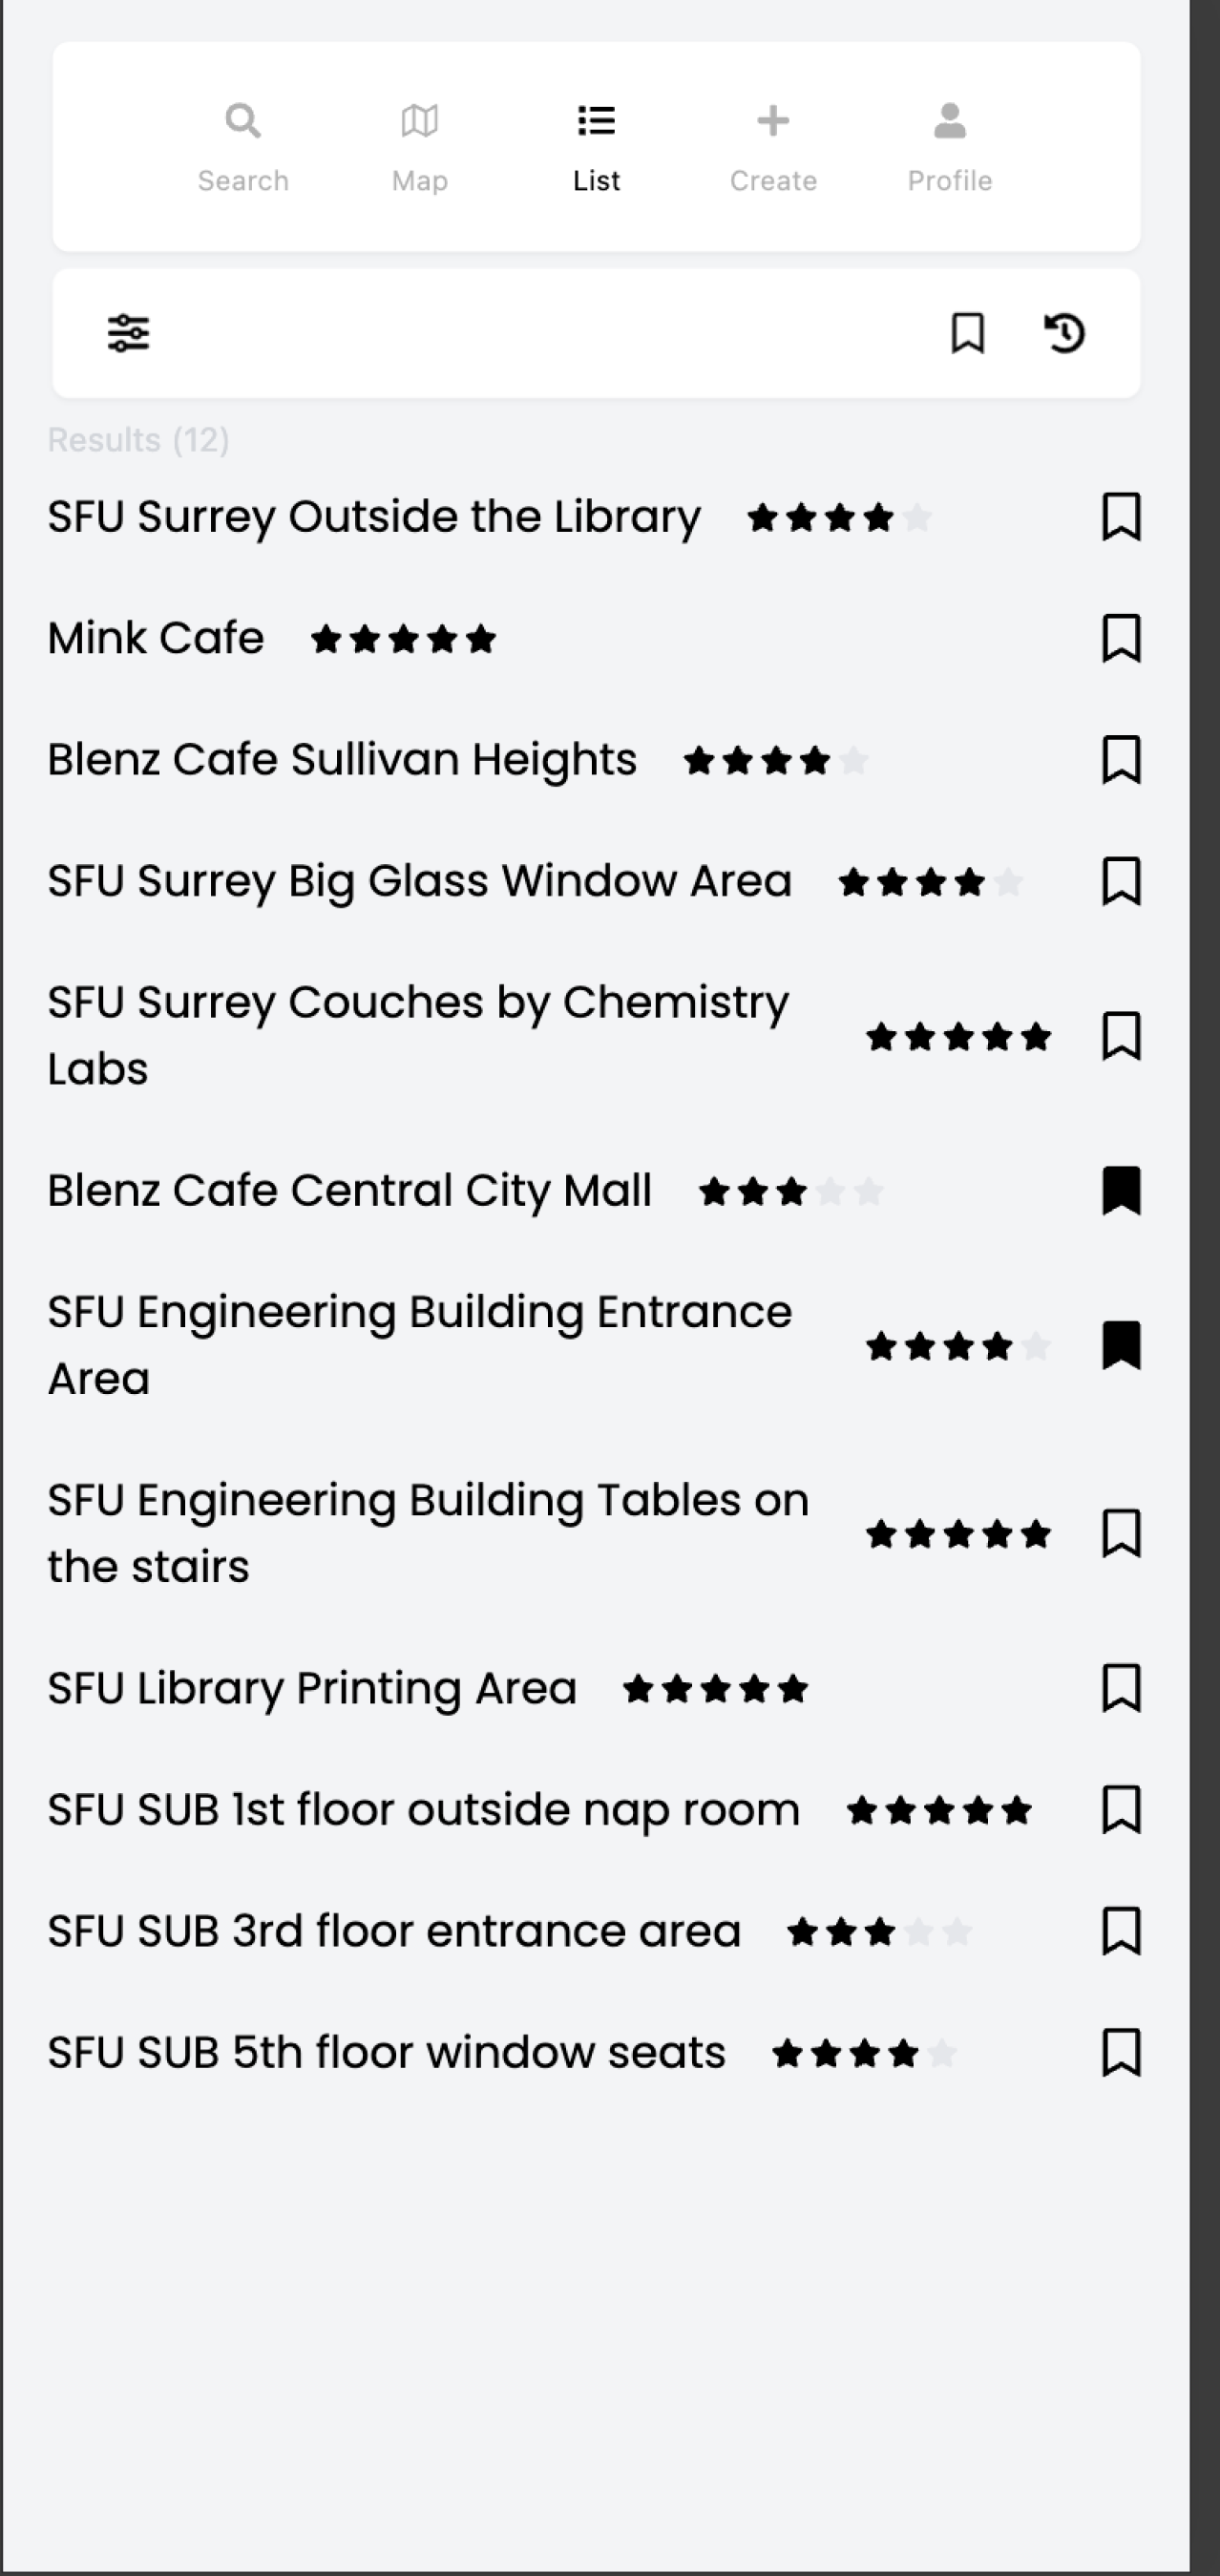 Search Map List Create Profile
Results (12)
SFU Surrey Outside the Library
Mink Cafe
Blenz Cafe Sullivan Heights
SFU Surrey Big Glass Window Area
SFU Surrey Couches by Chemistry
Labs
Blenz Cafe Central City Mall
SFU Engineering Building Entrance
Area
SFU Engineering Building Tables on
the stairs
SFU Library Printing Area
SFU SUB 1st floor outside nap room
SFU SUB 3rd floor entrance area
SFU SUB 5th floor window seats